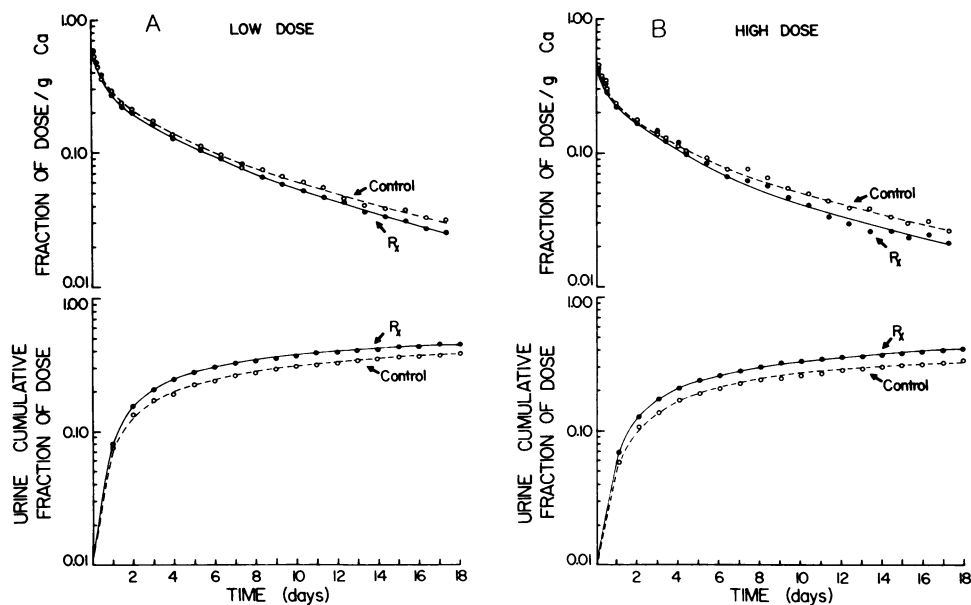 A LOW DOSE
FRACTION OF DOSE/g Ca
1.00
0.10
0.01
Control
Rx
URINE CUMULATIVE
FRACTION OF DOSE
1.00
0.10
0.01
Rx
Control
2 4 6 8 10 12 14 16 18
TIME (days)
B HIGH DOSE
FRACTION OF DOSE/g Ca
1.00
0.10
0.01
Control
Rx
URINE CUMULATIVE
FRACTION OF DOSE
1.00
0.10
0.01
Rx
Control
2 4 6 8 10 12 14 16 18
TIME (days)